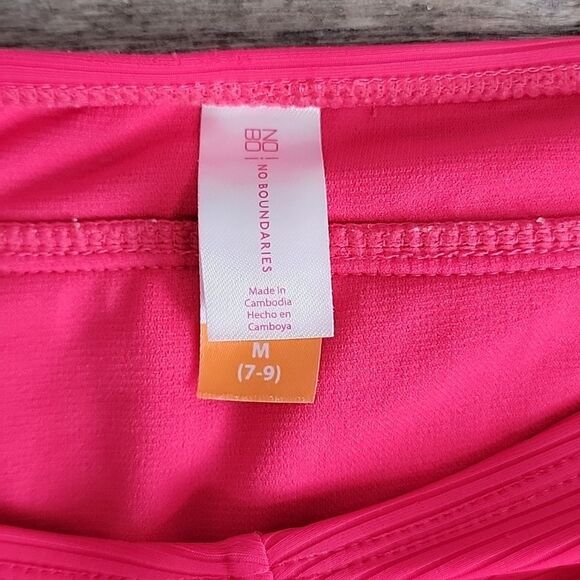 NO
BO
NO BOUNDARIES
Made in
Cambodia
Hecho en
Camboya
M
(7-9)